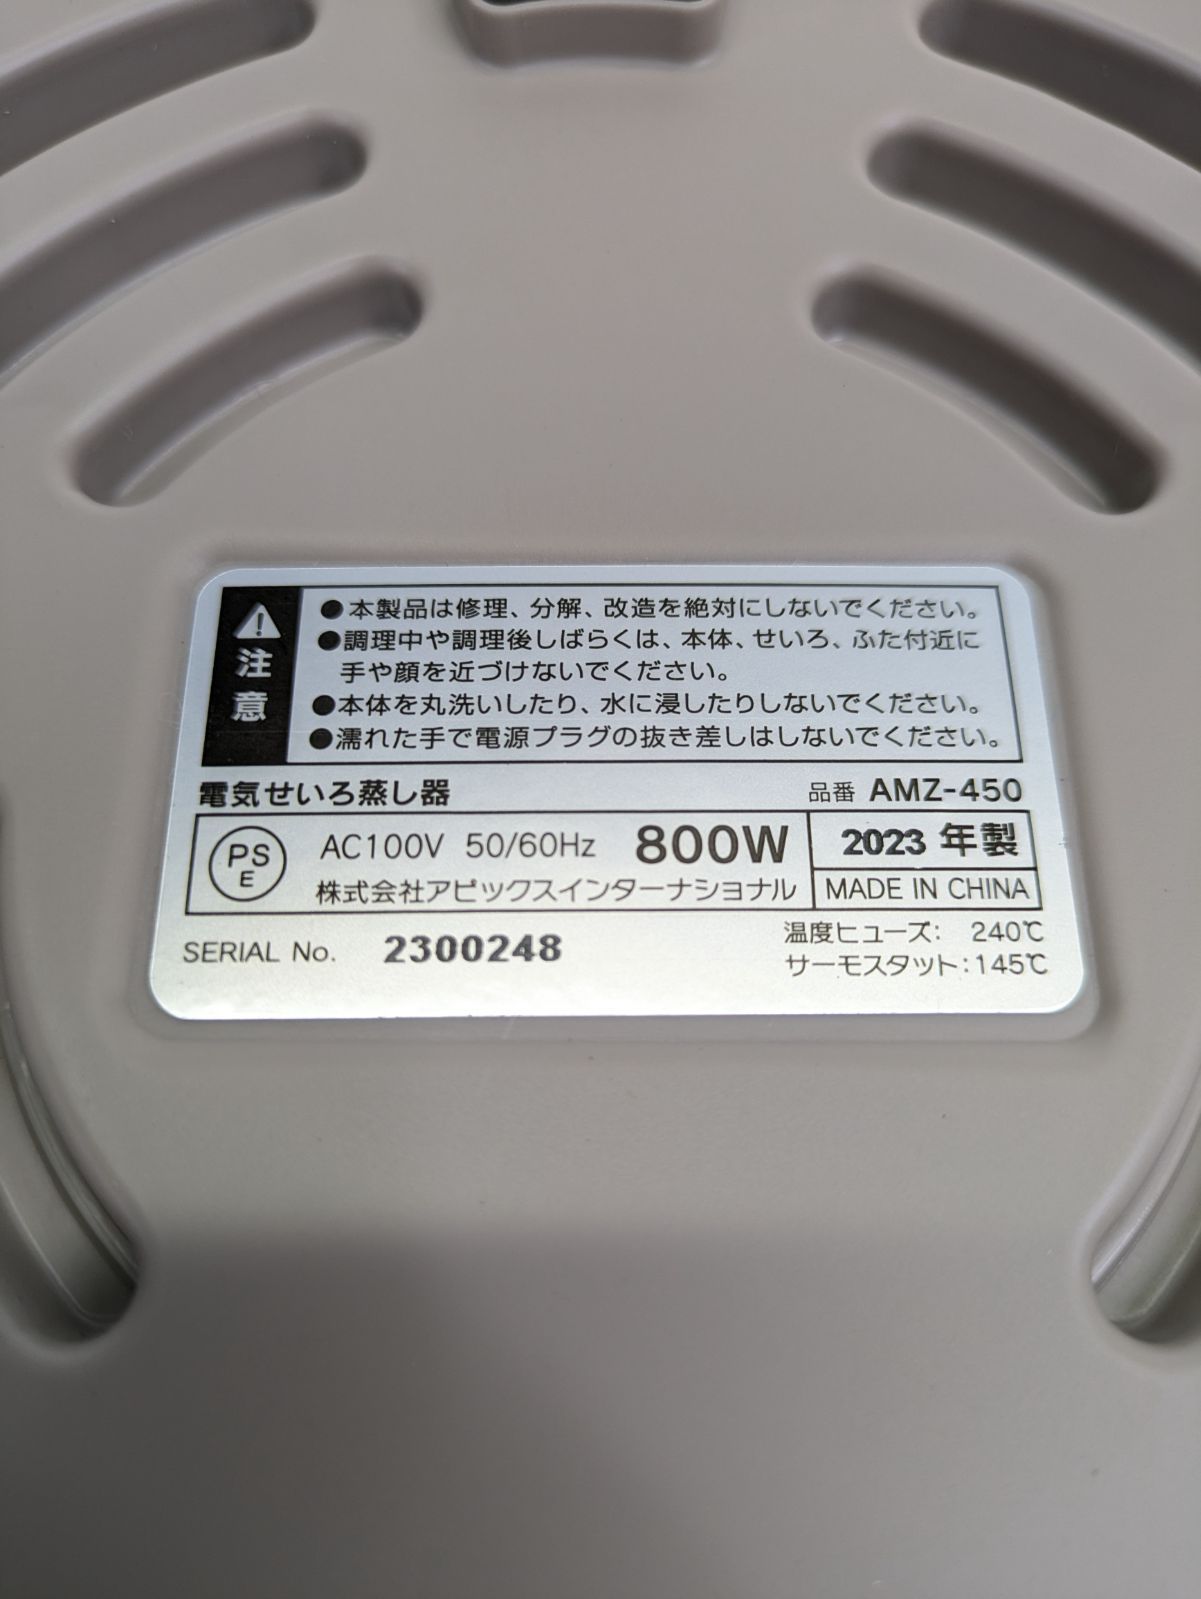 注意
●本製品は修理、分解、改造を絶対にしないでください。
●調理中や調理後しばらくは、本体、せいろ、ふた付近に
手や顔を近づけないでください。
●本体を丸洗いしたり、水に浸したりしないでください。
●濡れた手で電源プラグの抜き差しはしないでください。
電気せいろ蒸し器 品番 AMZ-450
PSE AC100V 50/60Hz 800W 2023 年製
株式会社アピックスインターナショナル MADE IN CHINA
SERIAL No. 2300248 温度ヒューズ: 240℃
サーモスタット:145℃